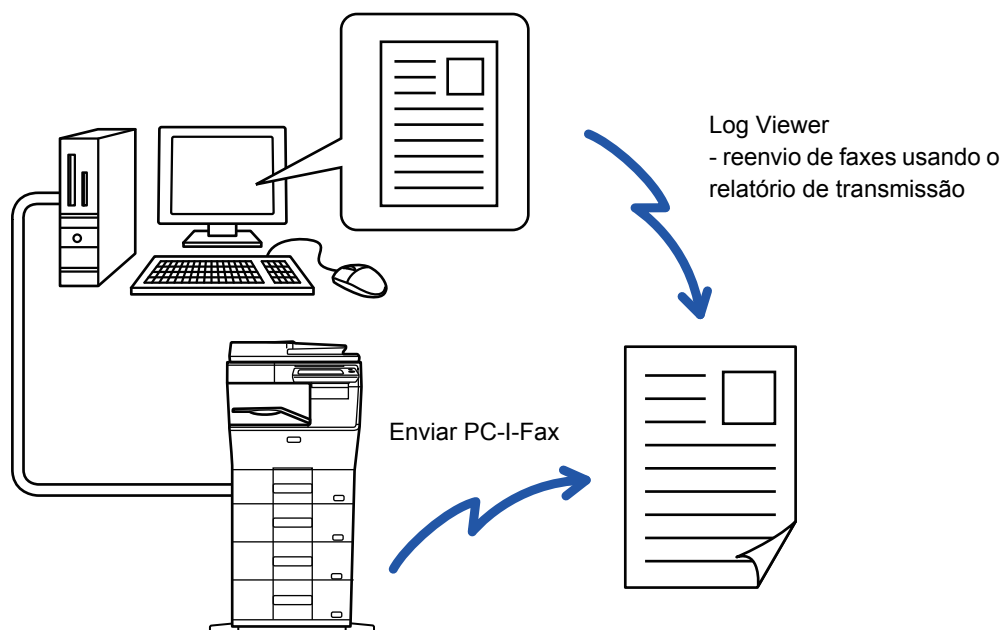 Log Viewer
- reenvio de faxes usando o
relatório de transmissão
Enviar PC-I-Fax